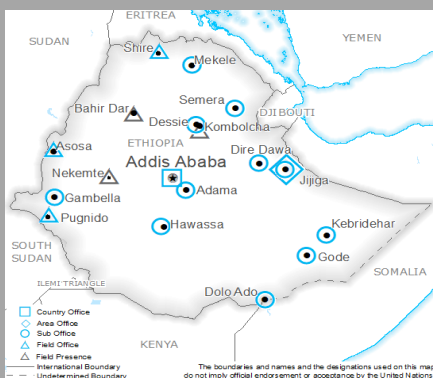 ERITREA
SUDAN
YEMEN
Shire
Mekele
Semera
Bahir Dar
DJIBOUTI
Dessie
Kombolcha
ETHIOPIA
Dire Dawa
Asosa
Addis Ababa
Nekemte
Jijiga
Adama
Gambella
Pugnido
Hawassa
Kebridehar
SOUTH
SUDAN
Gode
SOMALIA
ILEMI TRIANGLE
Dolo Ado
Country Office
Area Office
Sub Office
Field Office
KENYA
Field Presence
International Boundary
Undetermined Boundary
The boundaries and names and the designations used on this map
do not imply official endorsement or acceptance by the United Nations